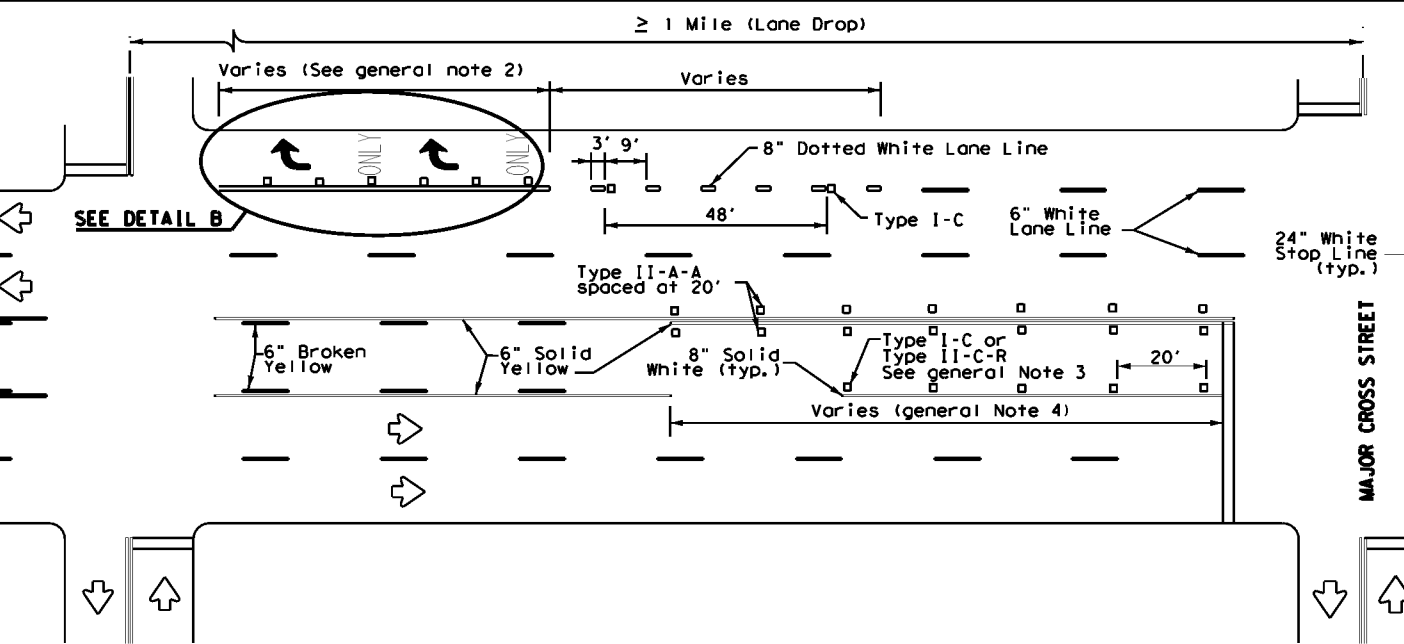 ≥ 1 Mile (Lane Drop)
Varies (See general note 2)
Varies
ONLY
ONLY
3' 9'
8" Dotted White Lane Line
SEE DETAIL B
48'
Type I-C
6" White
Lane Line
24" White
Stop Line
(typ.)
Type II-A-A
spaced at 20'
6" Broken
Yellow
6" Solid
Yellow
8" Solid
White (typ.)
Type I-C or
Type II-C-R
See general Note 3
20'
Varies (general Note 4)
MAJOR CROSS STREET